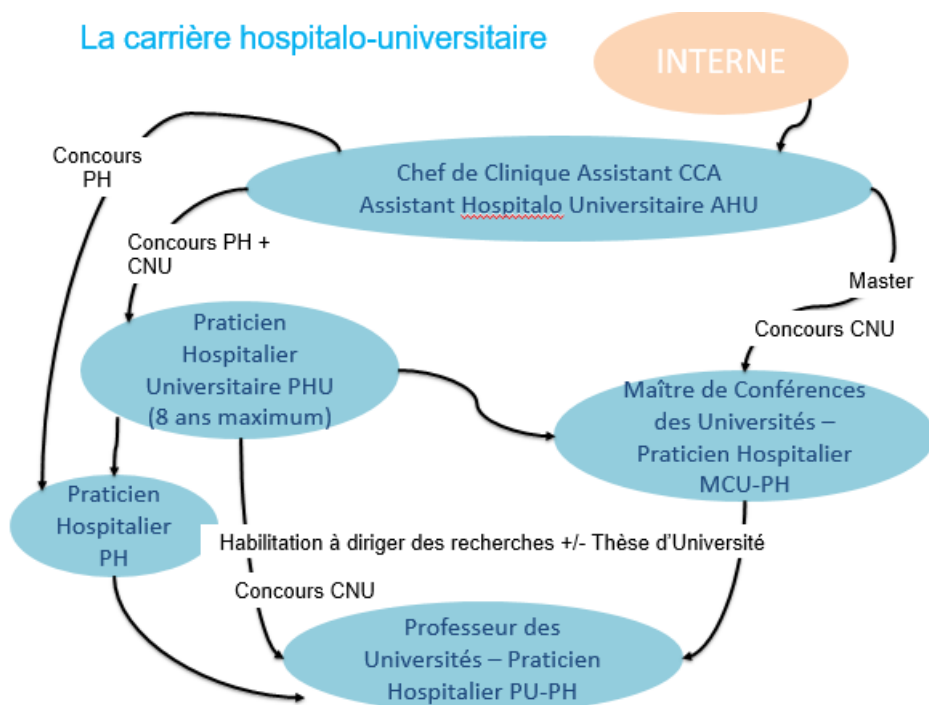 La carrière hospitalo-universitaire
INTERNE
Concours
PH
Chef de Clinique Assistant CCA
Assistant Hospitalo Universitaire AHU
Concours PH +
CNU
Master
Concours CNU
Praticien
Hospitalier
Universitaire PHU
(8 ans maximum)
Maître de Conférences
des Universités –
Praticien Hospitalier
MCU-PH
Praticien
Hospitalier
PH
Habilitation à diriger des recherches +/- Thèse d'Université
Concours CNU
Professeur des
Universités – Praticien
Hospitalier PU-PH